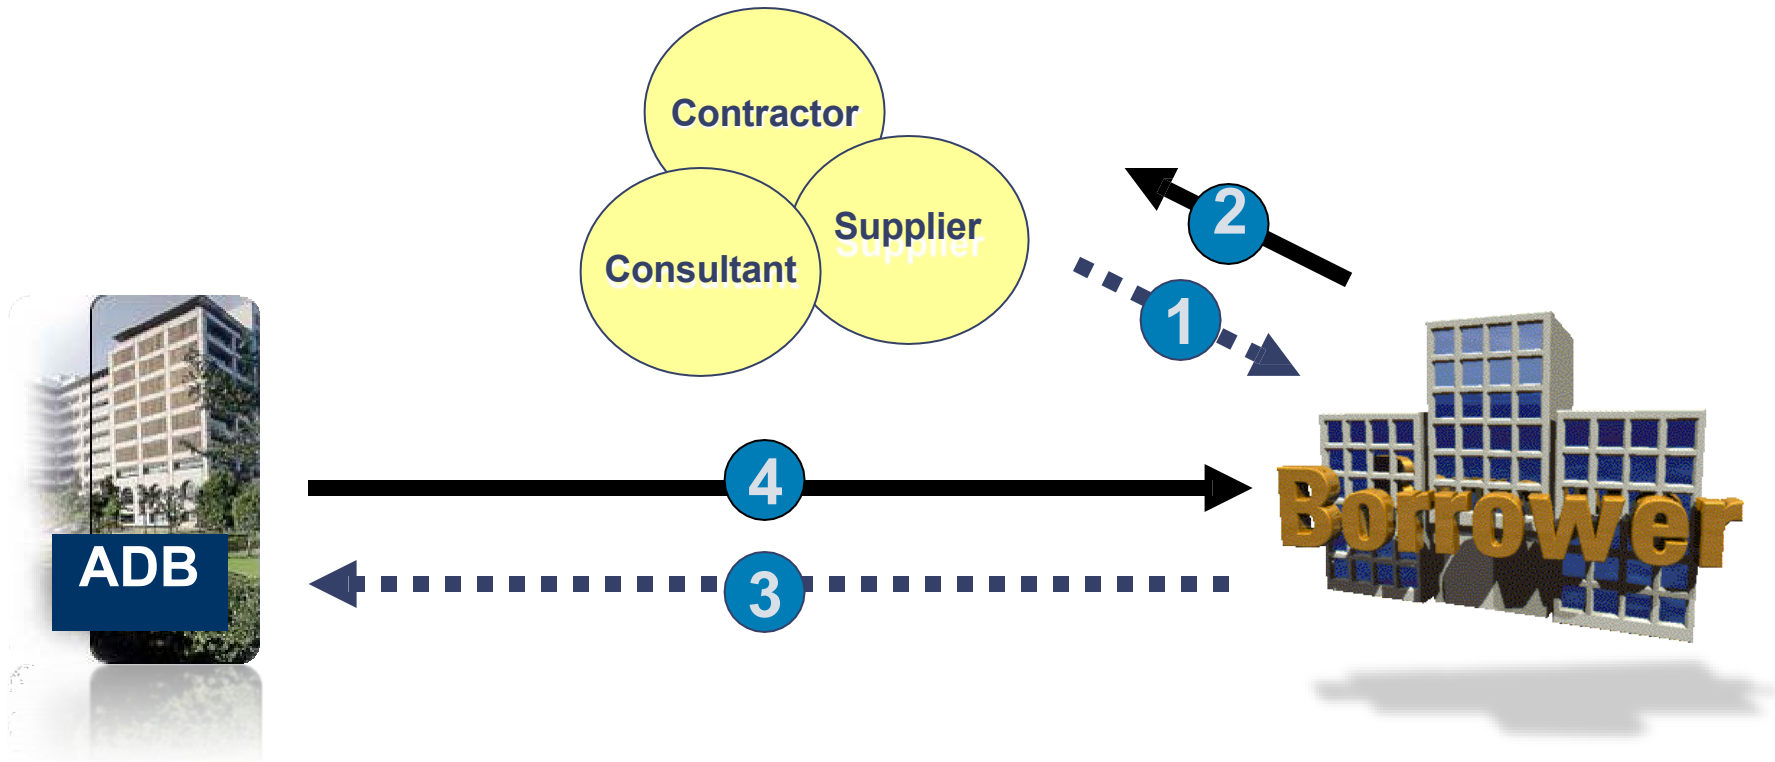 Contractor
Supplier
Consultant
2
1
4
3
ADB
Borrower